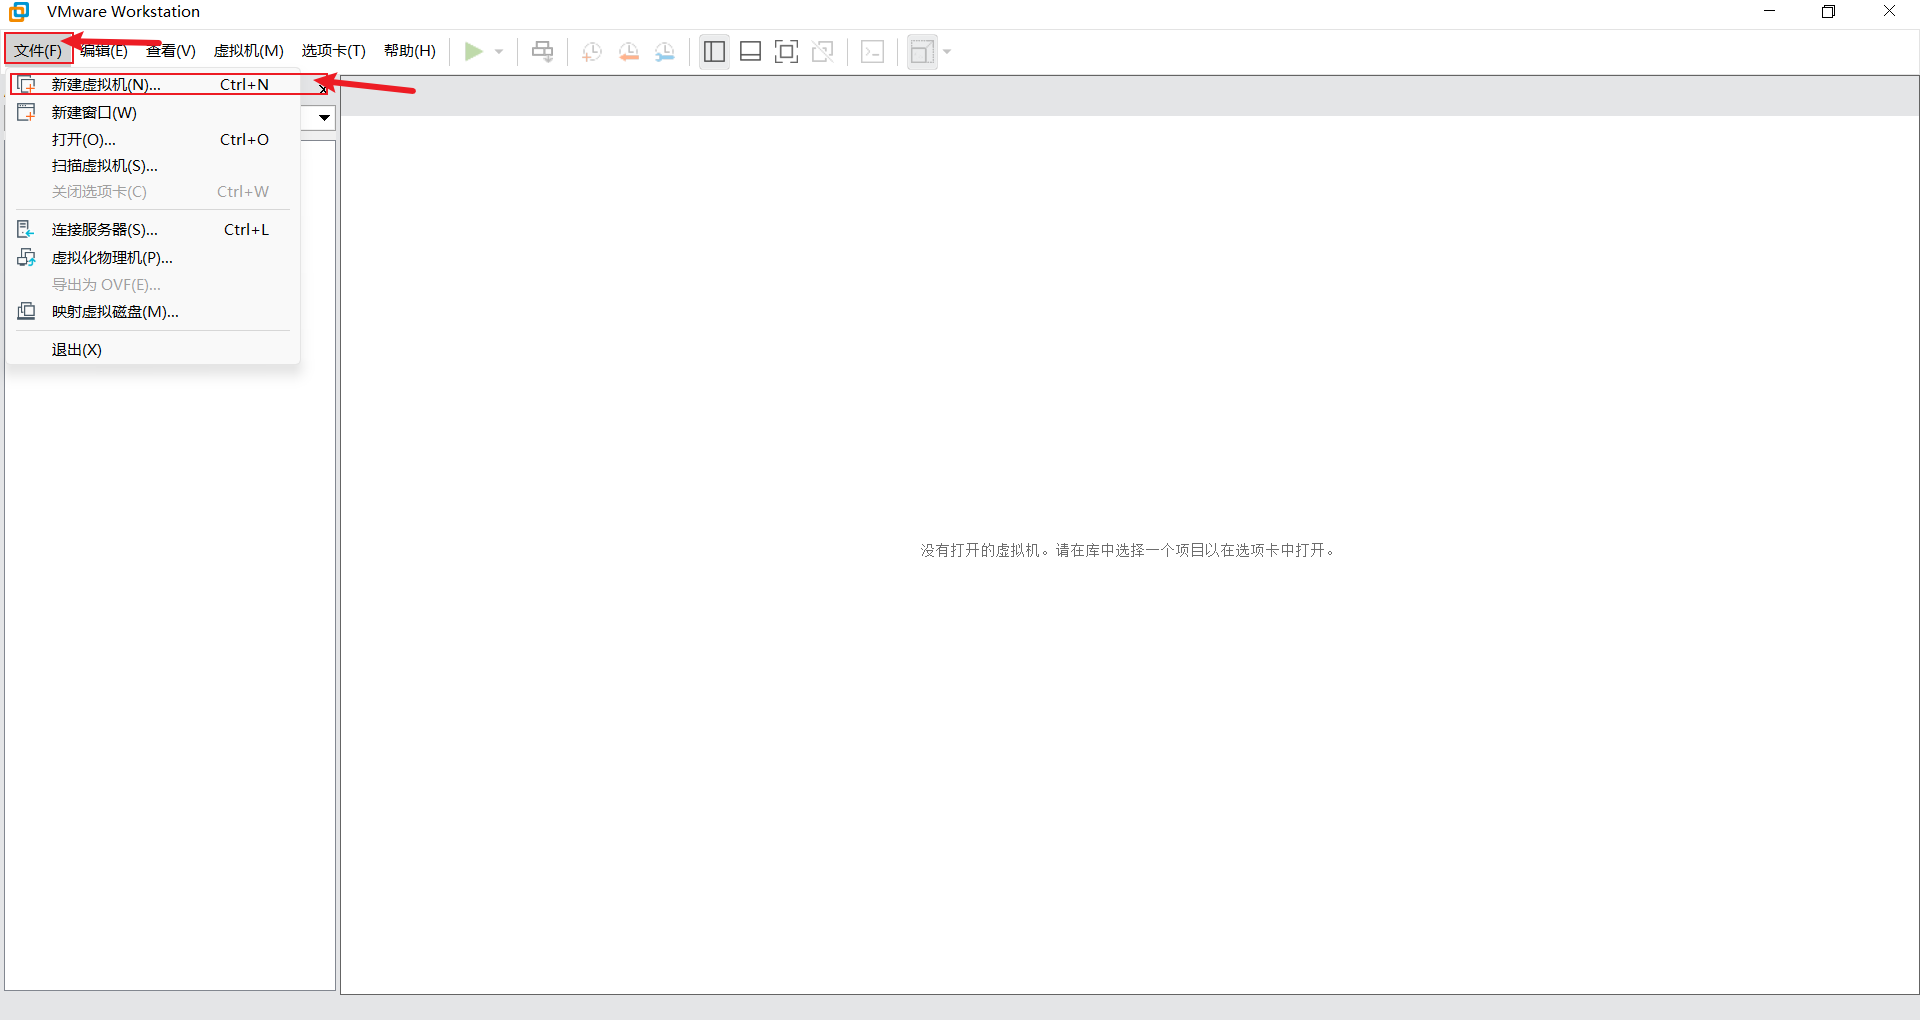 VMware Workstation
文件(F) 编辑(E) 查看(V) 虚拟机(M) 选项卡(T) 帮助(H)
新建虚拟机(N)... Ctrl+N
新建窗口(W)
打开(O)... Ctrl+O
扫描虚拟机(S)...
关闭选项卡(C) Ctrl+W
连接服务器(S)... Ctrl+L
虚拟化物理机(P)...
导出为 OVF(E)...
映射虚拟磁盘(M)...
退出(X)
没有打开的虚拟机。请在库中选择一个项目以在选项卡中打开。